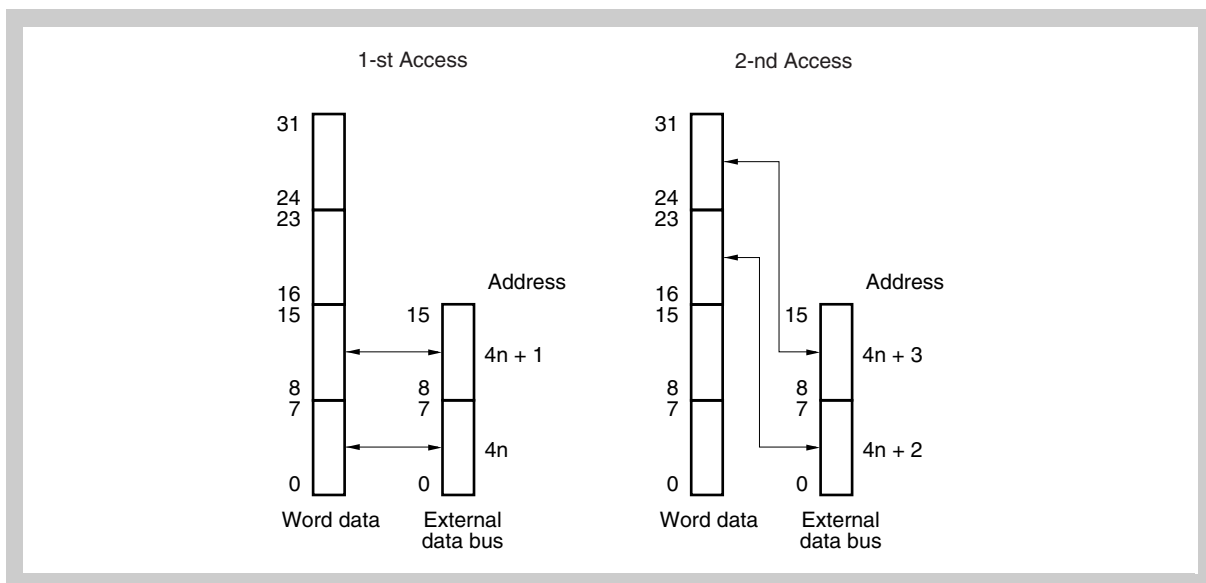 1-st Access
31
24
23
16
15
8
7
0
Address
15
4n + 1
8
7
4n
0
Word data
External
data bus
2-nd Access
31
24
23
16
15
8
7
0
Address
15
4n + 3
8
7
4n + 2
0
Word data
External
data bus